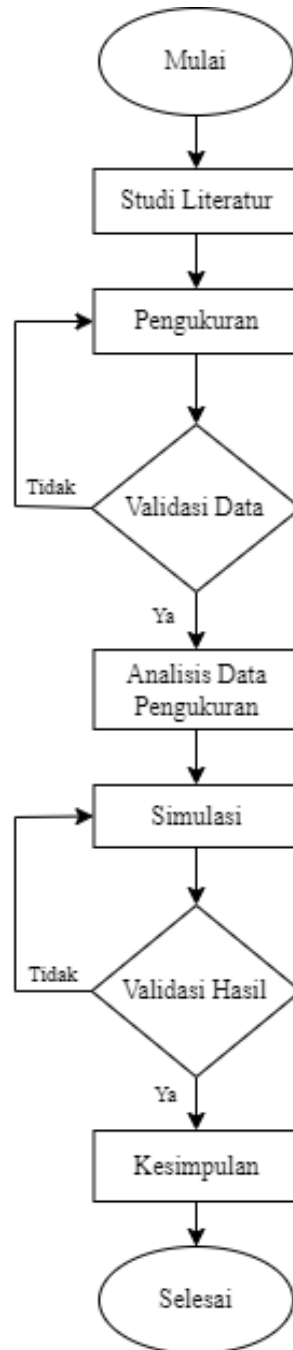 Mulai
Studi Literatur
Pengukuran
Tidak
Validasi Data
Ya
Analisis Data
Pengukuran
Simulasi
Tidak
Validasi Hasil
Ya
Kesimpulan
Selesai